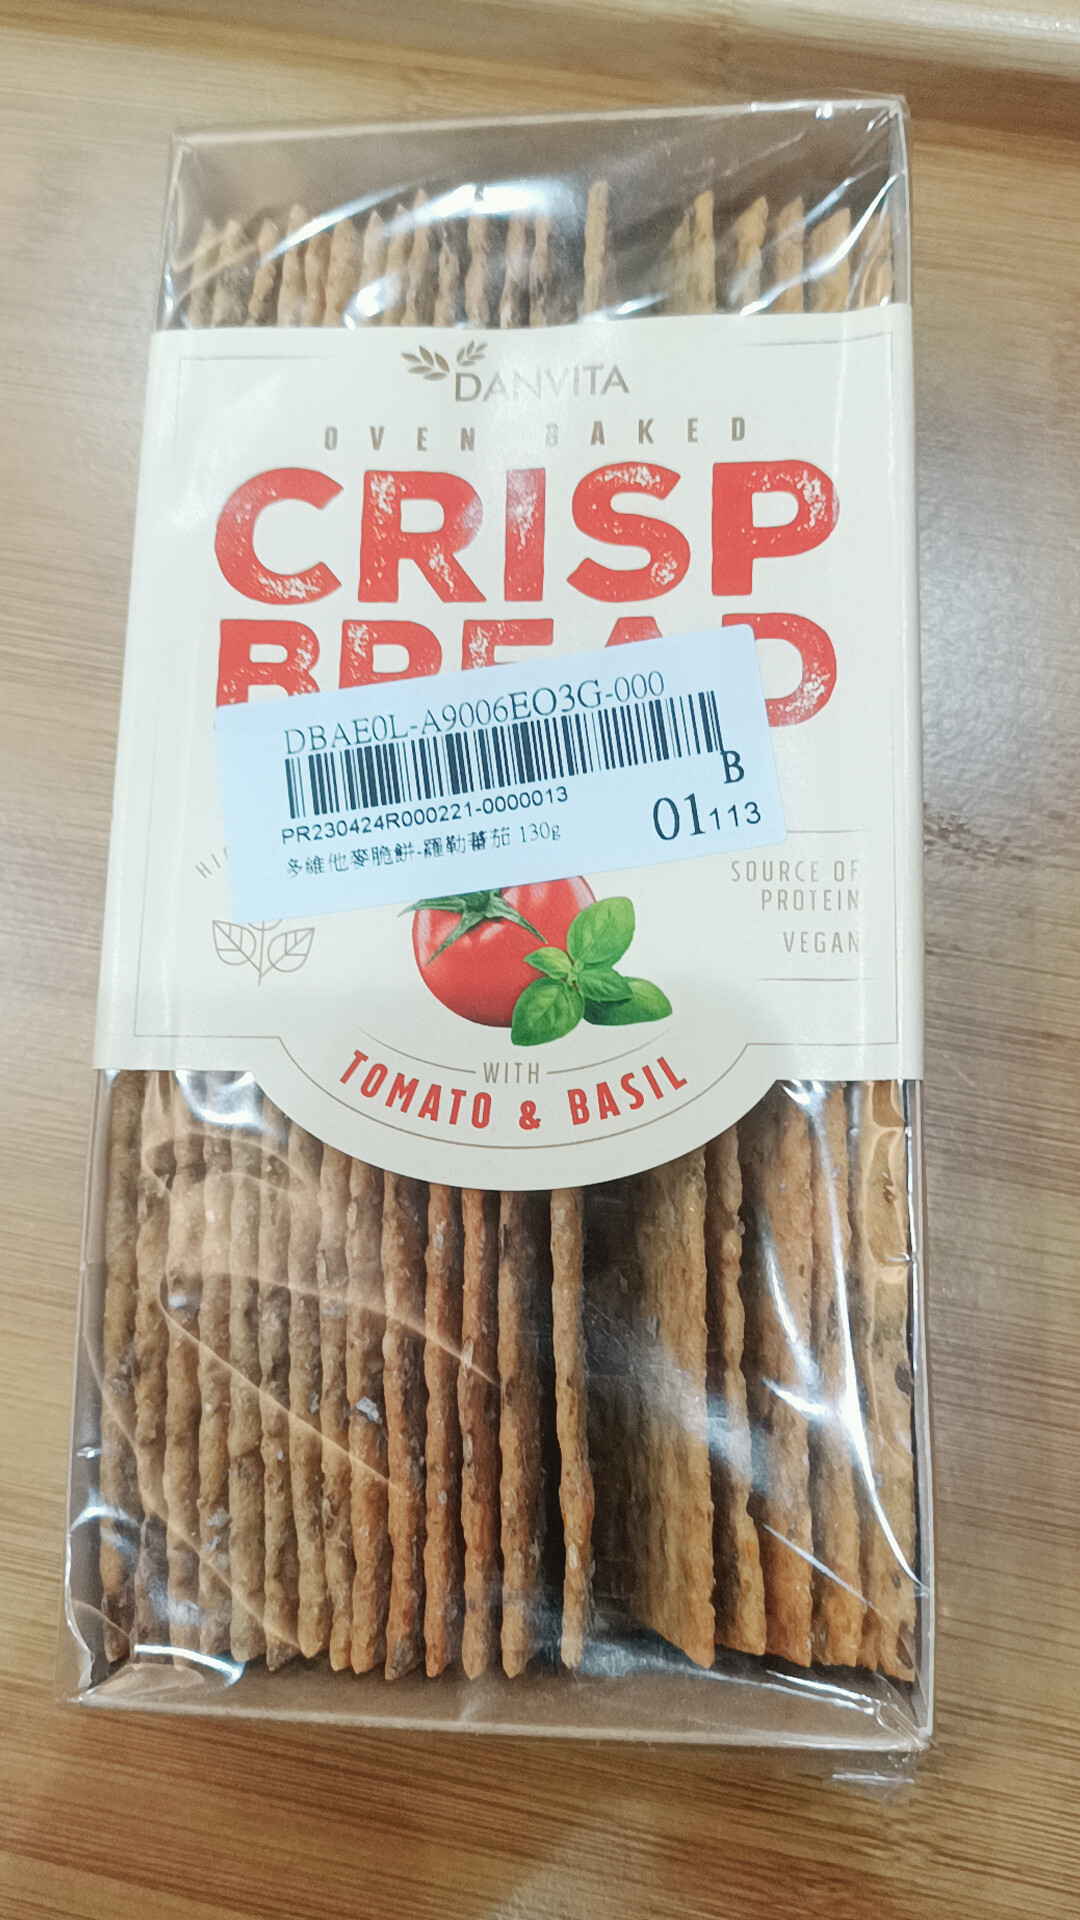 DANVITA
OVEN BAKED
CRISP
BREAD
DBAE0L-A9006EO3G-000
B
PR230424R000221-0000013
01113
多維他麥脆餅-羅勒蕃茄 130g
SOURCE OF
PROTEIN
VEGAN
WITH
TOMATO & BASIL